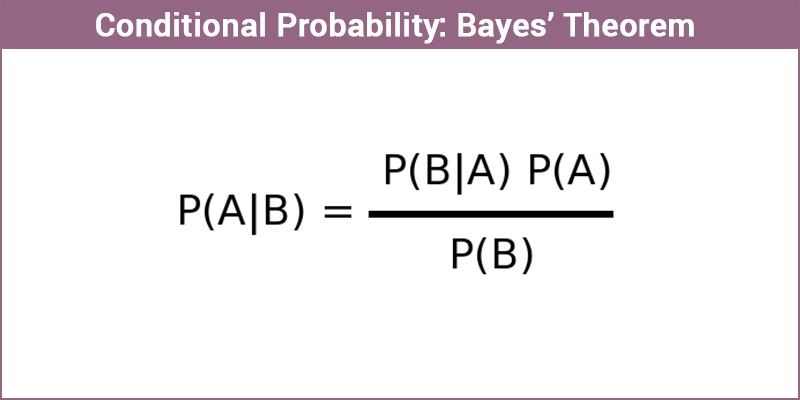 Conditional Probability: Bayes’ Theorem
P(B|A) P(A)
P(A|B) =
P(B)